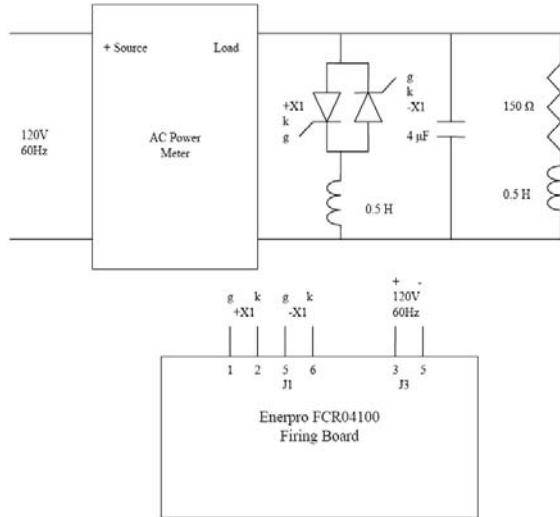 + Source
Load
120V
60Hz
AC Power
Meter
+X1
k
g
g
k
-X1
4 μF
150 Ω
0.5 H
0.5 H
g
k
g
k
+X1
-X1
+
-
120V
60Hz
1
2
5
6
3
5
J1
J3
Enerpro FCR04100
Firing Board